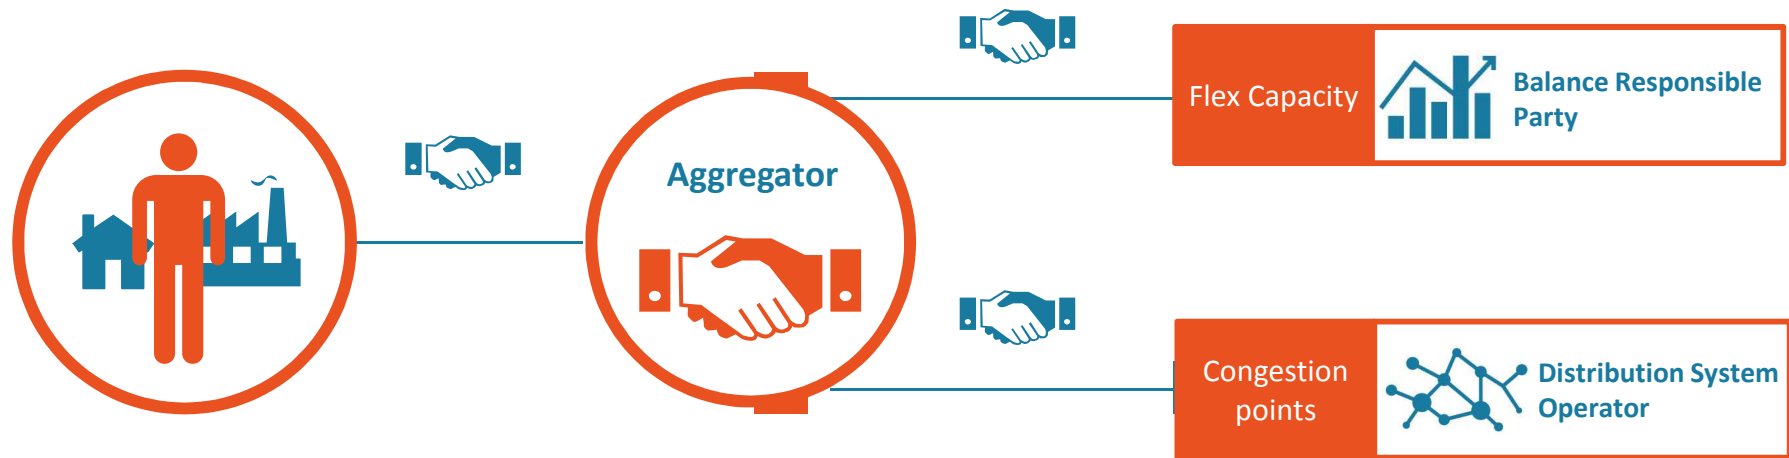 Aggregator
Flex Capacity
Balance Responsible
Party
Congestion
points
Distribution System
Operator